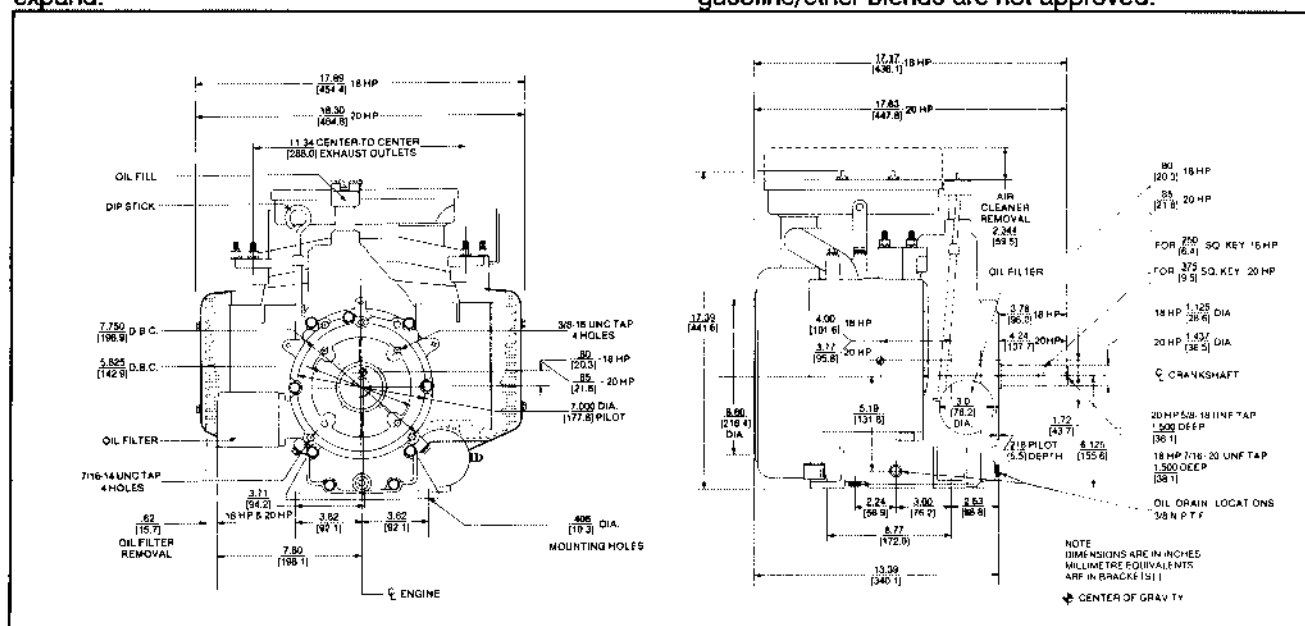 expand.
gasoline/other blends are not approved.
17.89
[454.4] 18 HP
18.30
[464.8] 20 HP
11.34 CENTER-TO CENTER
[288.0] EXHAUST OUTLETS
OIL FILL
DIP STICK
7.750 D.B.C.
[196.9]
5.625 D.B.C.
[142.9]
OIL FILTER
7/16-14 UNC TAP
4 HOLES
3/8-16 UNC TAP
4 HOLES
.80 - 18 HP
[20.3]
.85 - 20 HP
[21.6]
7.000 DIA.
[177.8] PILOT
3.71
[94.2]
18 HP & 20 HP
3.62
[92.1]
3.62
[92.1]
.62
[15.7]
OIL FILTER
REMOVAL
7.80
[198.1]
.406 DIA.
[10.3]
MOUNTING HOLES
℄ ENGINE
17.17
[436.1] 18 HP
17.63
[447.8] 20 HP
AIR
CLEANER
REMOVAL
2.344
[59.5]
OIL FILTER
17.39
[441.6]
4.00
[101.6] 18 HP
3.77
[95.8] 20 HP
8.60
[218.4]
DIA
5.19
[131.8]
3.78
[96.0] 18 HP
4.24
[107.7] 20 HP
3.0
[76.2]
DIA.
.218 PILOT
[5.5] DEPTH
1.72
[43.7]
6.125
[155.6]
2.24
[56.9]
3.00
[76.2]
[172.0]
13.39
[340.1]
.80
[20.3] 18 HP
.85
[21.6] 20 HP
FOR .250 SQ KEY 18 HP
[6.4]
FOR .375 SQ. KEY 20 HP
[9.5]
18 HP 1.125 DIA
[28.6]
20 HP 1.437 DIA
[36.5]
℄ CRANKSHAFT
20 HP 5/8-18 UNF TAP
1.500 DEEP
18 HP 7/16-20 UNF TAP
1.500 DEEP
[38.1]
OIL DRAIN LOCATIONS
3/8 N.P.T.F.
NOTE
DIMENSIONS ARE IN INCHES
MILLIMETRE EQUIVALENTS
ARE IN BRACKETS [ ]
CENTER OF GRAVITY